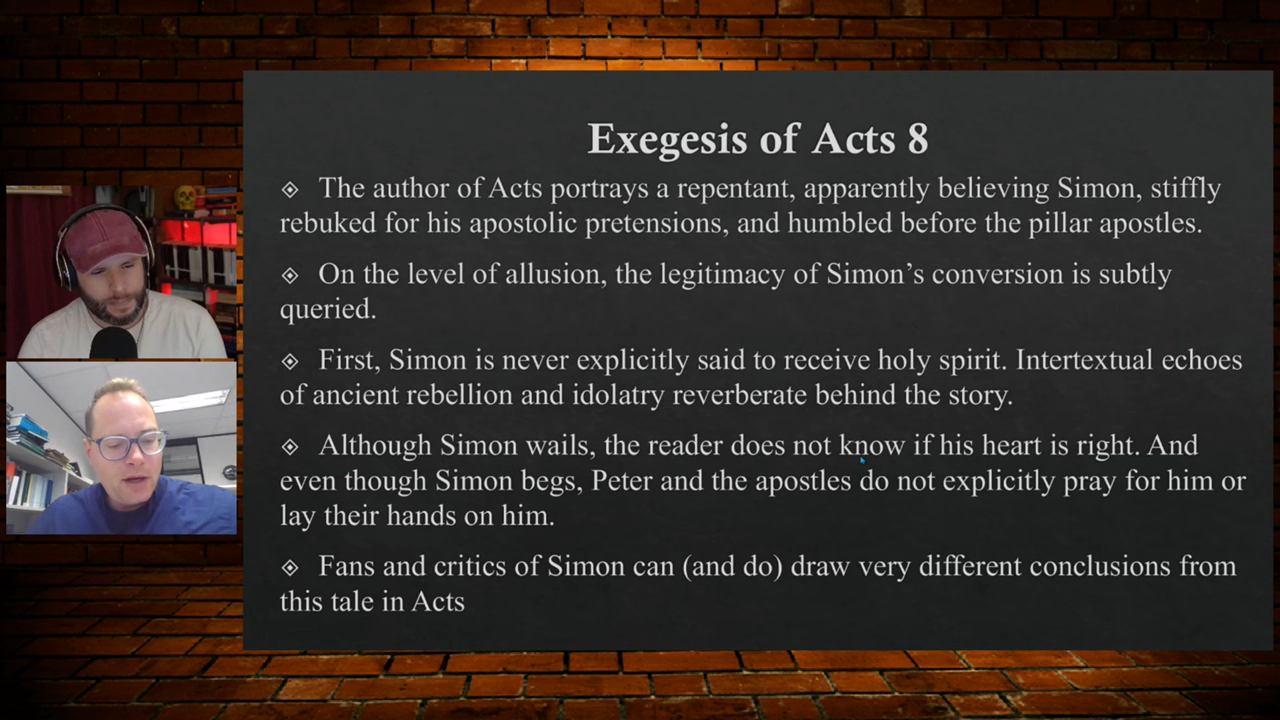 Exegesis of Acts 8
The author of Acts portrays a repentant, apparently believing Simon, stiffly
rebuked for his apostolic pretensions, and humbled before the pillar apostles.
On the level of allusion, the legitimacy of Simon’s conversion is subtly
queried.
First, Simon is never explicitly said to receive holy spirit. Intertextual echoes
of ancient rebellion and idolatry reverberate behind the story.
Although Simon wails, the reader does not know if his heart is right. And
even though Simon begs, Peter and the apostles do not explicitly pray for him or
lay their hands on him.
Fans and critics of Simon can (and do) draw very different conclusions from
this tale in Acts